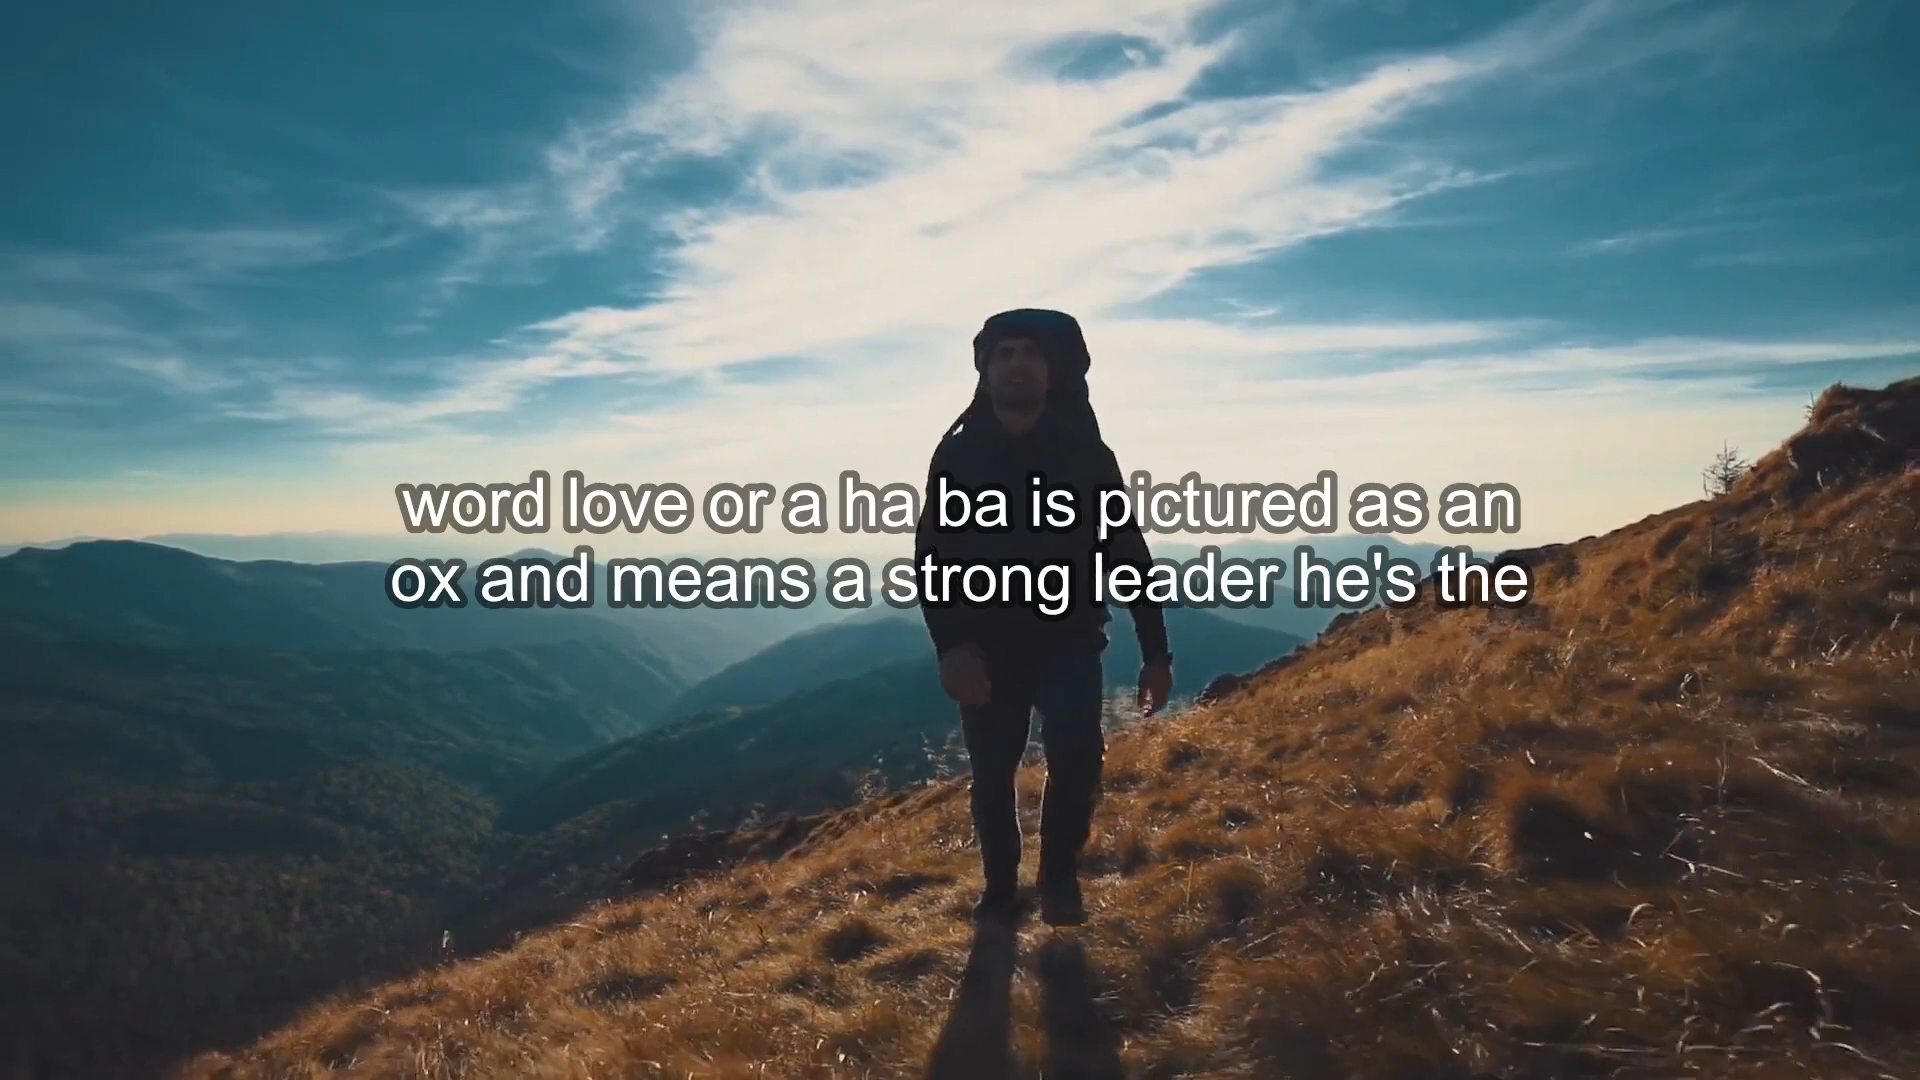 word love or a ha ba is pictured as an
ox and means a strong leader he's the